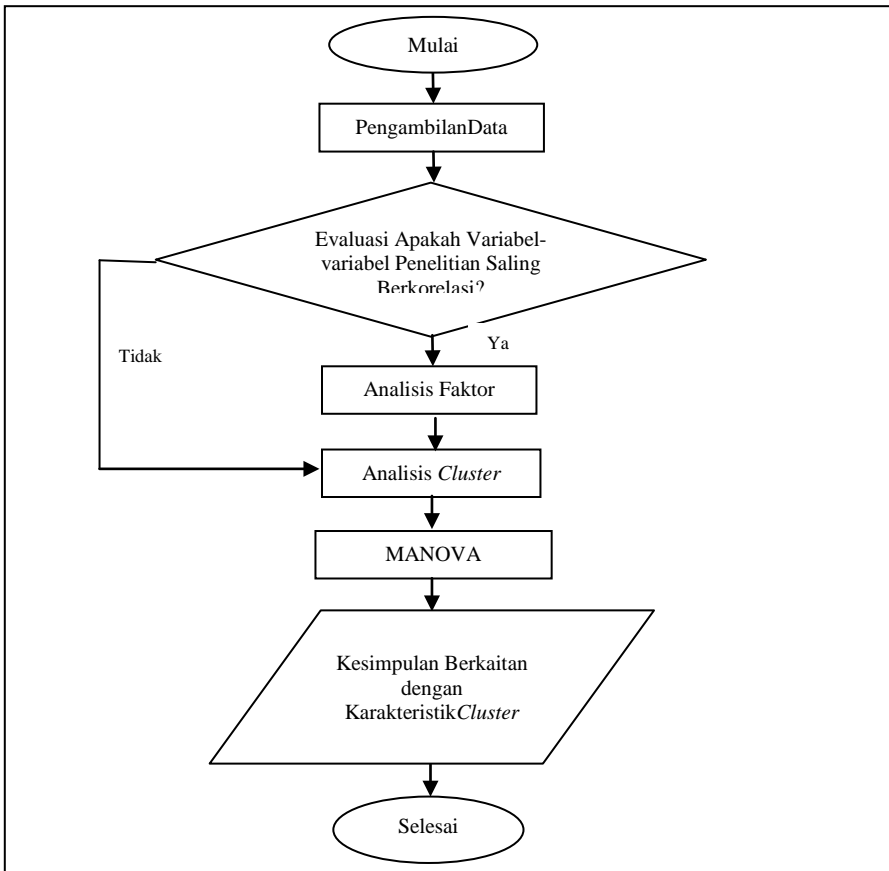 Mulai
PengambilanData
Evaluasi Apakah Variabel-
variabel Penelitian Saling
Berkorelasi?
Ya
Tidak
Analisis Faktor
Analisis Cluster
MANOVA
Kesimpulan Berkaitan
dengan
KarakteristikCluster
Selesai